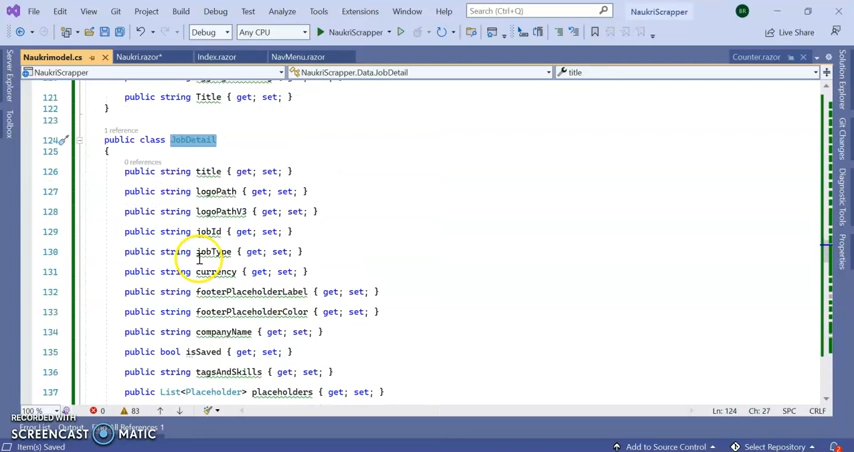 File Edit View Git Project Build Debug Test Analyze Tools Extensions Window Help Search (Ctrl+Q) NaukriScrapper BR
Debug Any CPU NaukriScrapper Live Share
Naukrimodel.cs Naukri.razor* Index.razor NavMenu.razor Counter.razor
NaukriScrapper NaukriScrapper.Data.JobDetail title
Server Explorer
Toolbox
Solution Explorer
Git Changes
Diagnostic Tools
Properties
121 public string Title { get; set; }
122 }
123
1 reference
124 public class JobDetail
125 {
0 references
126 public string title { get; set; }
127 public string logoPath { get; set; }
128 public string logoPathV3 { get; set; }
129 public string jobId { get; set; }
130 public string jobType { get; set; }
131 public string currency { get; set; }
132 public string footerPlaceholderLabel { get; set; }
133 public string footerPlaceholderColor { get; set; }
134 public string companyName { get; set; }
135 public bool isSaved { get; set; }
136 public string tagsAndSkills { get; set; }
137 public List<Placeholder> placeholders { get; set; }
100 % 0 83 Ln: 124 Ch: 27 SPC CRLF
RECORDED WITH
SCREENCAST MATIC
Error List Output All References 1
Item(s) Saved Add to Source Control Select Repository 2